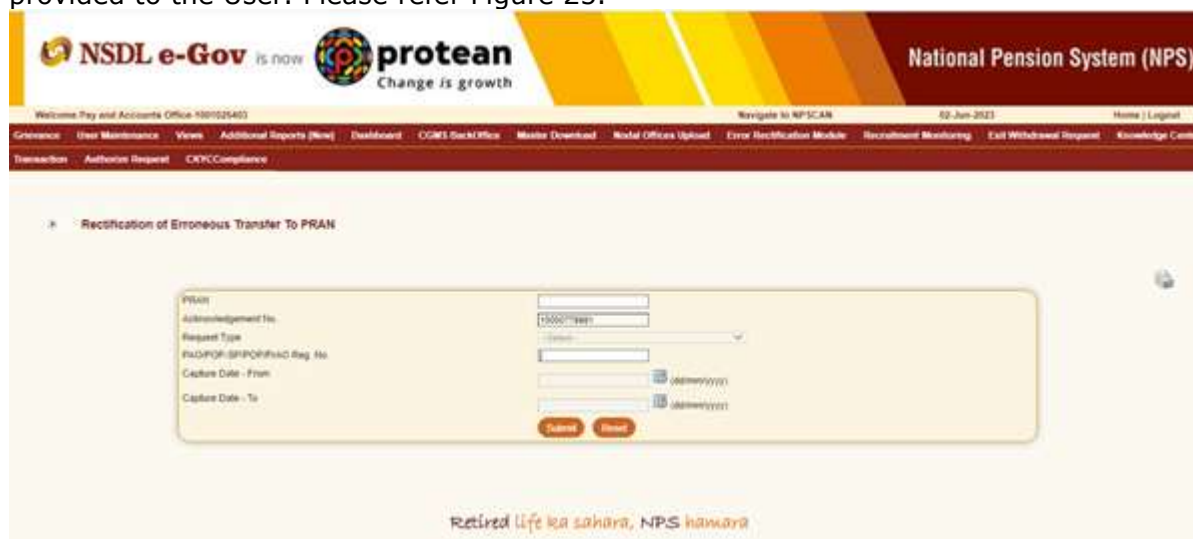 provided to the User. Please refer Figure 25.
NSDL e-Gov is now protean
Change is growth
National Pension System (NPS)
Welcome Pay and Accounts Office-1001025403 Navigate to NPSCAN 02-Jun-2023 Home | Logout
Grievance User Maintenance Views Additional Reports (New) Dashboard CGMS BackOffice Master Download Nodal Offices Upload Error Rectification Module Recruitment Monitoring Exit Withdrawal Request Knowledge Cent
Transaction Authorize Request CKYCCompliance
Rectification of Erroneous Transfer To PRAN
PRAN
Acknowledgement No.
Request Type -Select-
PAO/POP-SP/POP/PrAO Reg. No.
Capture Date - From (dd/mm/yyyy)
Capture Date - To (dd/mm/yyyy)
Submit Reset
Retired life ka sahara, NPS hamara